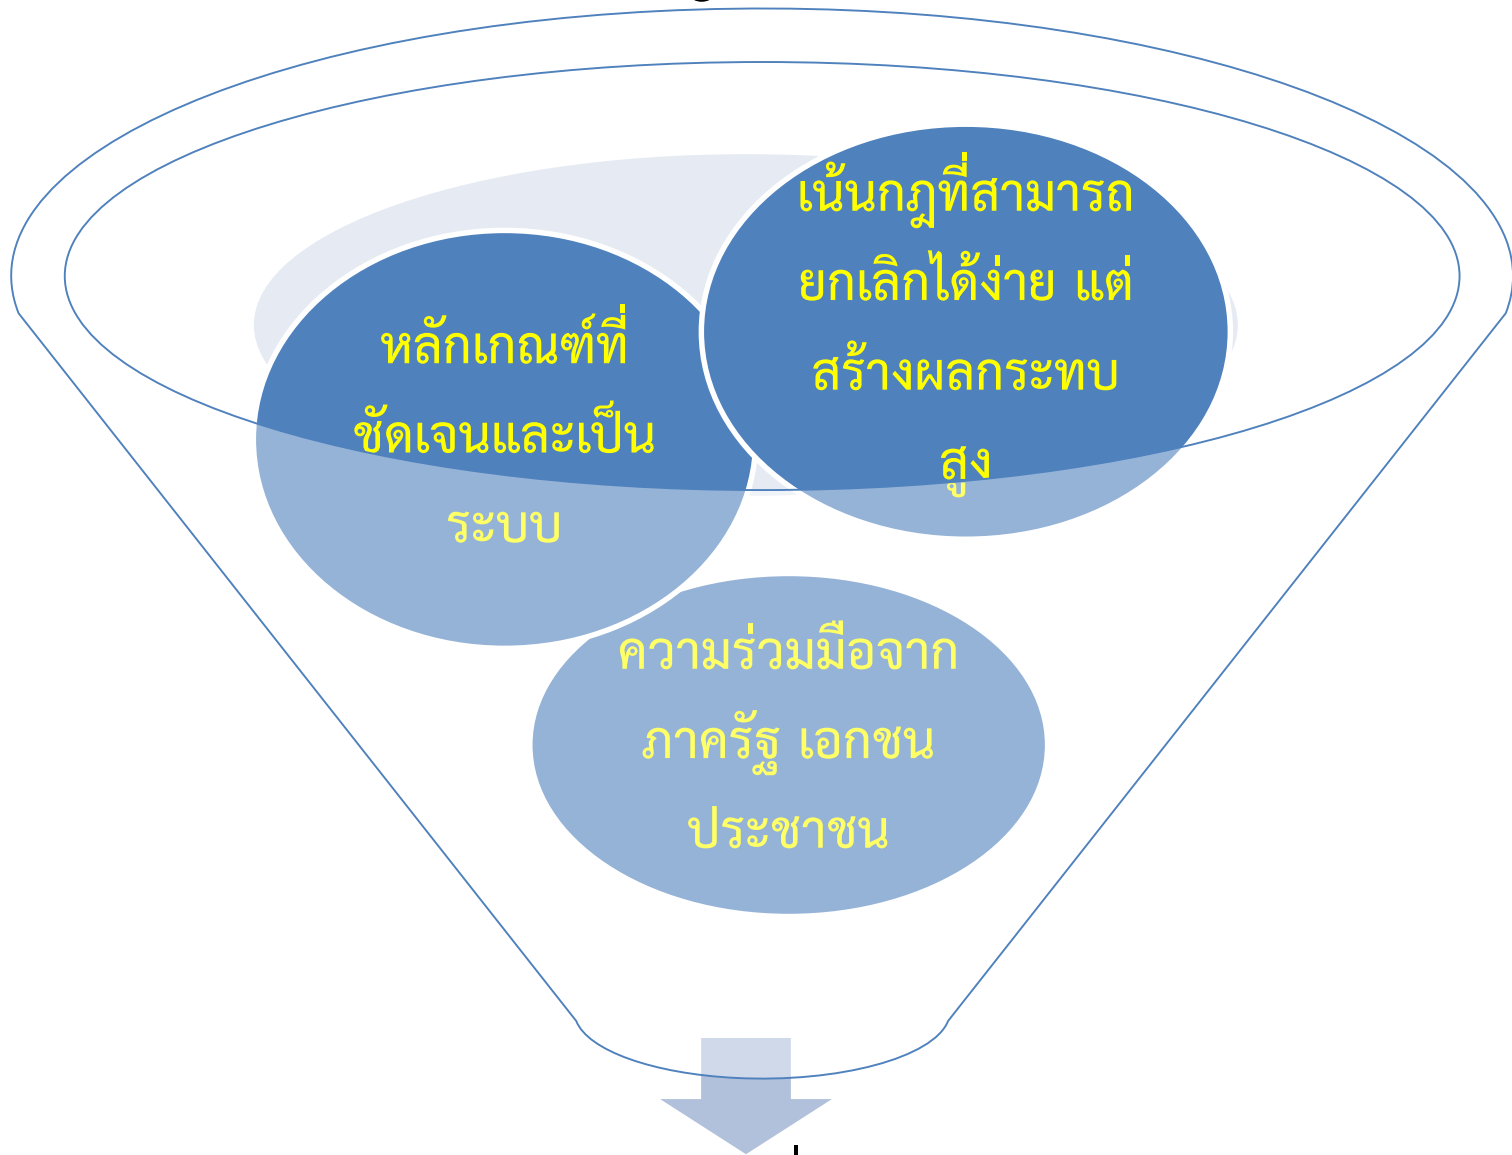 เน้นกฎที่สามารถ
ยกเลิกได้ง่าย แต่
สร้างผลกระทบ
สูง
หลักเกณฑ์ที่
ชัดเจนและเป็น
ระบบ
ความร่วมมือจาก
ภาครัฐ เอกชน
ประชาชน